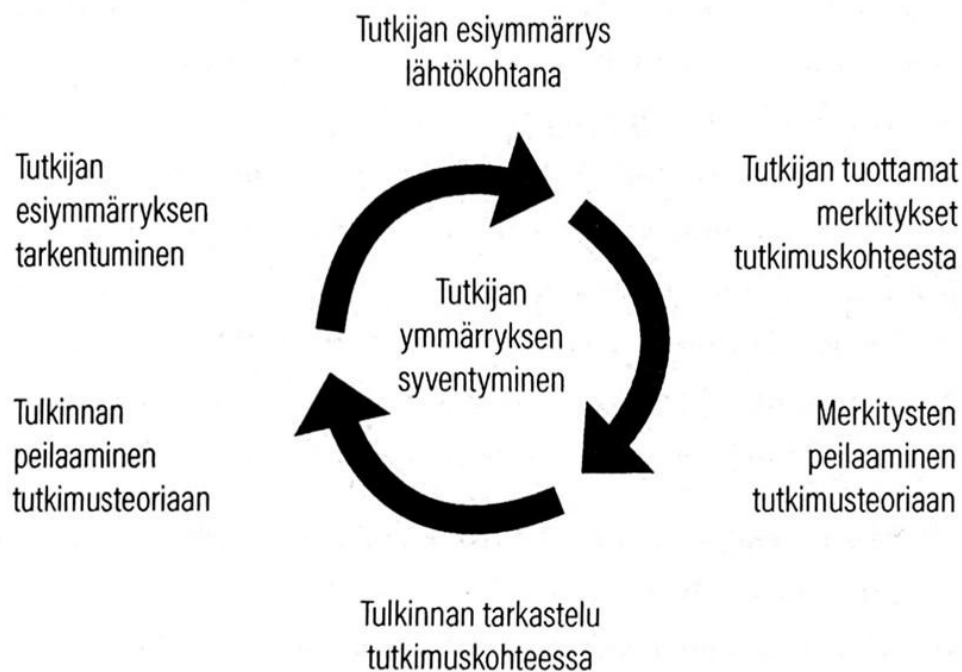 Tutkijan esiymmärrys
lähtökohtana
Tutkijan tuottamat
merkitykset
tutkimuskohteesta
Merkitysten
peilaaminen
tutkimusteoriaan
Tulkinnan tarkastelu
tutkimuskohteessa
Tulkinnan
peilaaminen
tutkimusteoriaan
Tutkijan
esiymmärryksen
tarkentuminen
Tutkijan
ymmärryksen
syventyminen